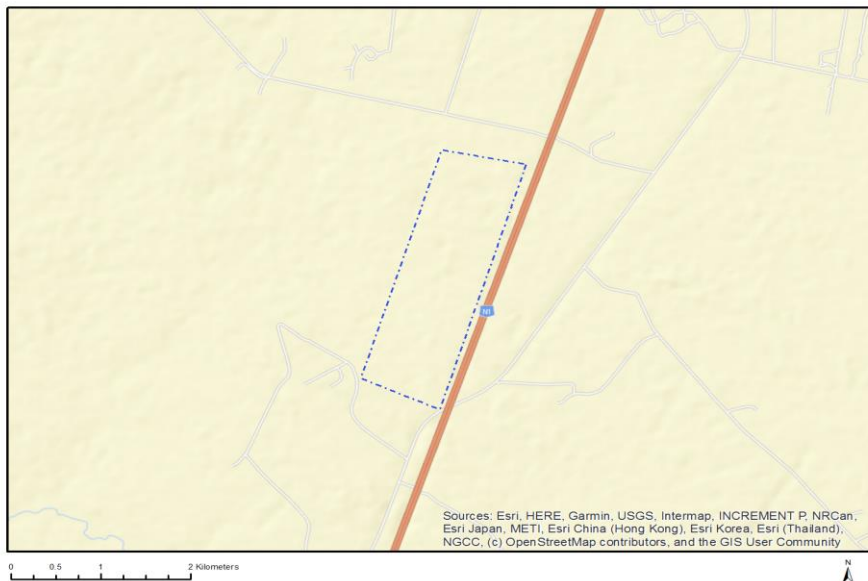 N1
Sources: Esri, HERE, Garmin, USGS, Intermap, INCREMENT P, NRCan,
Esri Japan, METI, Esri China (Hong Kong), Esri Korea, Esri (Thailand),
NGCC, (c) OpenStreetMap contributors, and the GIS User Community
0 0.5 1 2 Kilometers
N